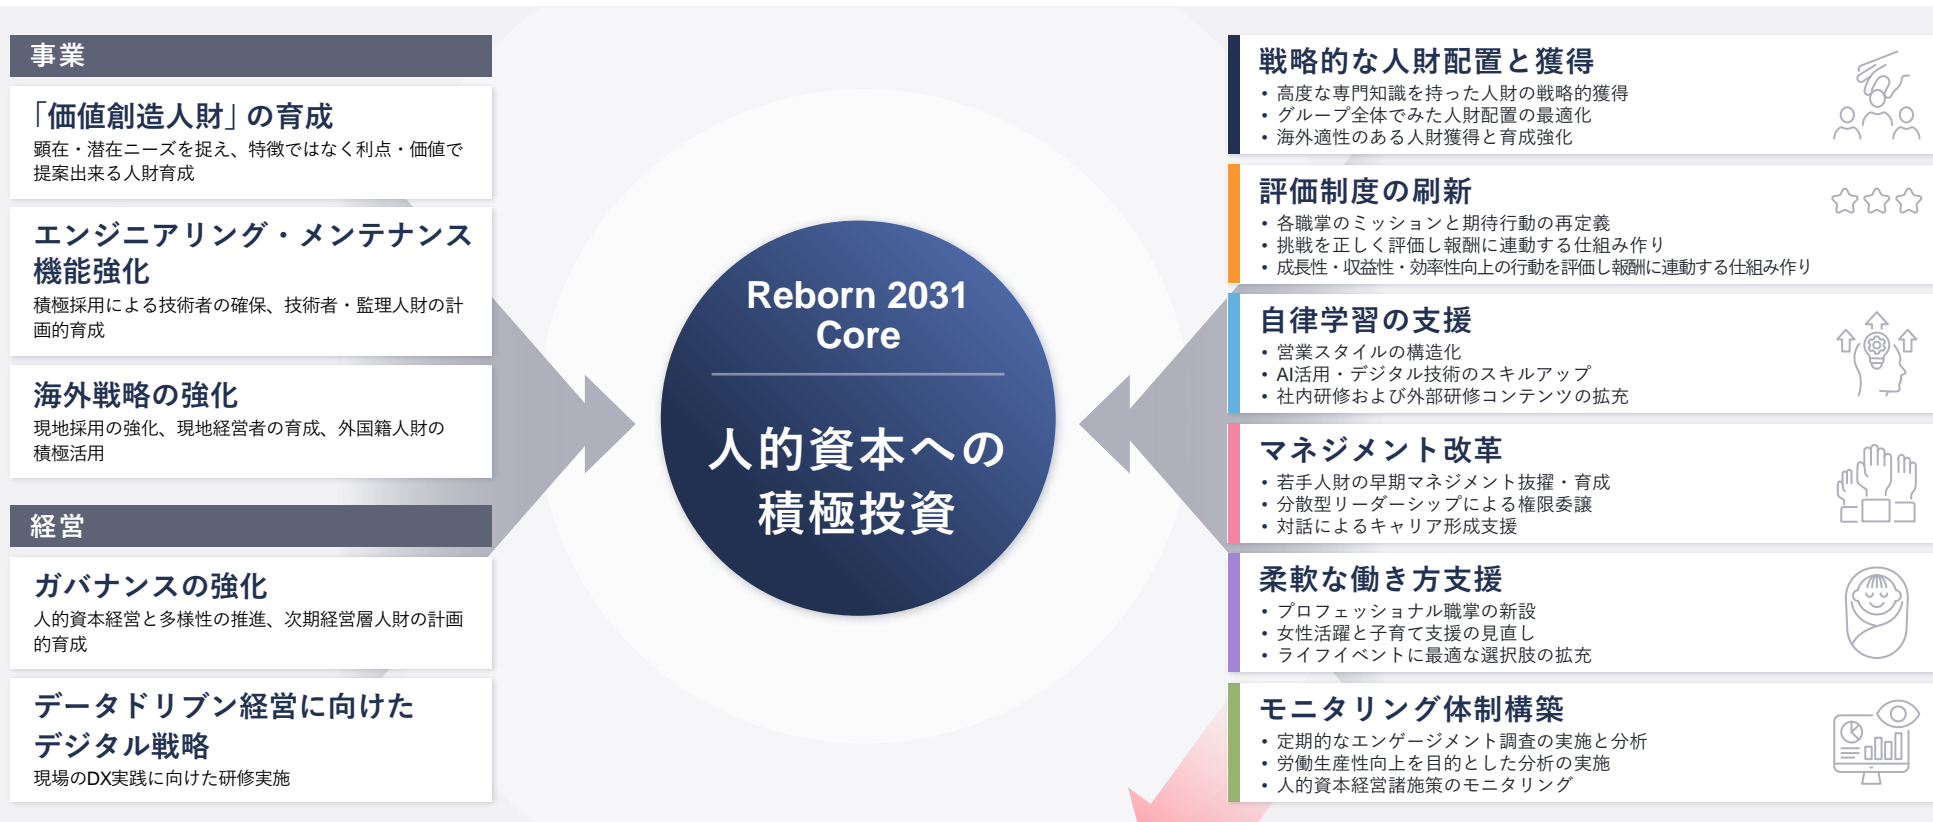 事業
「価値創造人財」の育成
顕在・潜在ニーズを捉え、特徴ではなく利点・価値で
提案出来る人財育成
エンジニアリング・メンテナンス
機能強化
積極採用による技術者の確保、技術者・監理人財の計
画的育成
海外戦略の強化
現地採用の強化、現地経営者の育成、外国籍人財の
積極活用
経営
ガバナンスの強化
人的資本経営と多様性の推進、次期経営層人財の計画
的育成
データドリブン経営に向けた
デジタル戦略
現場のDX実践に向けた研修実施
Reborn 2031
Core
人的資本への
積極投資
戦略的な人財配置と獲得
• 高度な専門知識を持った人財の戦略的獲得
• グループ全体でみた人財配置の最適化
• 海外適性のある人財獲得と育成強化
評価制度の刷新
• 各職掌のミッションと期待行動の再定義
• 挑戦を正しく評価し報酬に連動する仕組み作り
• 成長性・収益性・効率性向上の行動を評価し報酬に連動する仕組み作り
自律学習の支援
• 営業スタイルの構造化
• AI活用・デジタル技術のスキルアップ
• 社内研修および外部研修コンテンツの拡充
マネジメント改革
• 若手人財の早期マネジメント抜擢・育成
• 分散型リーダーシップによる権限委譲
• 対話によるキャリア形成支援
柔軟な働き方支援
• プロフェッショナル職掌の新設
• 女性活躍と子育て支援の見直し
• ライフイベントに最適な選択肢の拡充
モニタリング体制構築
• 定期的なエンゲージメント調査の実施と分析
• 労働生産性向上を目的とした分析の実施
• 人的資本経営諸施策のモニタリング